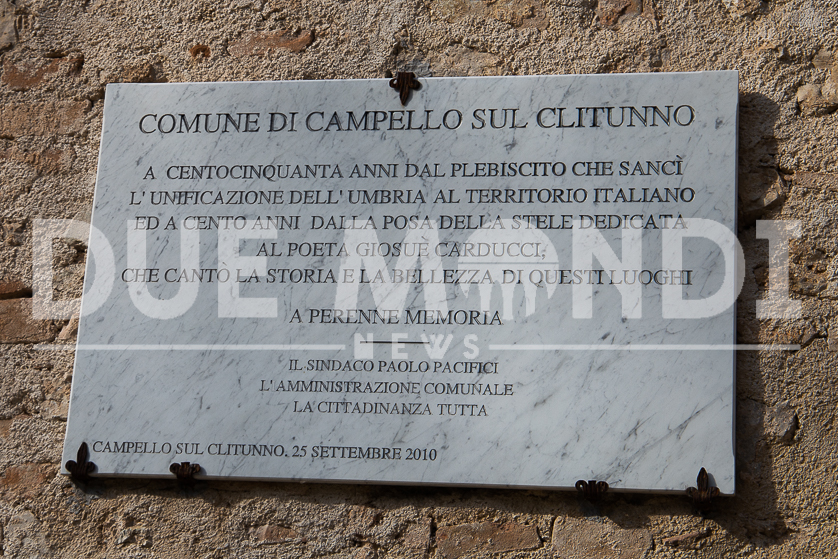 COMUNE DI CAMPELLO SUL CLITUNNO
A CENTOCINQUANTA ANNI DAL PLEBISCITO CHE SANCÌ
L' UNIFICAZIONE DELL' UMBRIA AL TERRITORIO ITALIANO
ED A CENTO ANNI DALLA POSA DELLA STELE DEDICATA
AL POETA GIOSUÈ CARDUCCI,
CHE CANTÒ LA STORIA E LA BELLEZZA DI QUESTI LUOGHI
A PERENNE MEMORIA
IL SINDACO PAOLO PACIFICI
L' AMMINISTRAZIONE COMUNALE
LA CITTADINANZA TUTTA
CAMPELLO SUL CLITUNNO, 25 SETTEMBRE 2010
DUE MONDI
NEWS